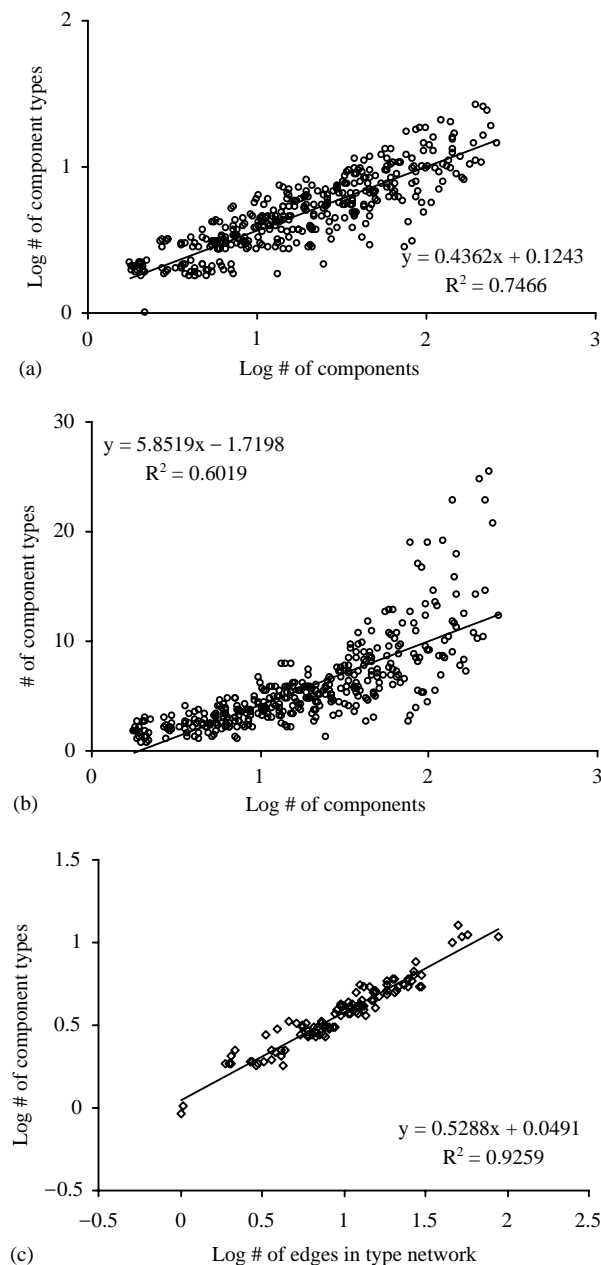 2
Log # of component types
1
y = 0.4362x + 0.1243
R² = 0.7466
0
0
1
2
3
(a)
Log # of components
30
y = 5.8519x − 1.7198
R² = 0.6019
# of component types
20
10
0
0
1
2
3
(b)
Log # of components
1.5
Log # of component types
1
0.5
0
y = 0.5288x + 0.0491
R² = 0.9259
−0.5
−0.5
0
0.5
1
1.5
2
2.5
(c)
Log # of edges in type network